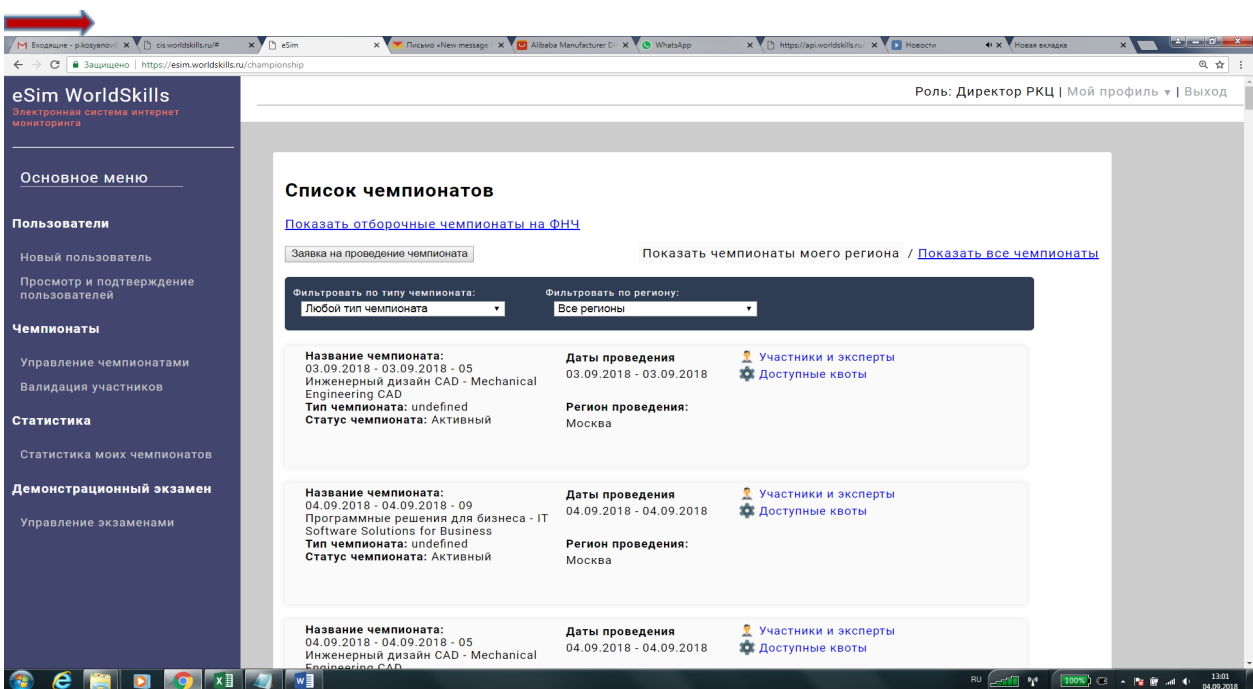 Входящие - p.kosyanov@
cis.worldskills.ru/#
eSim
Письмо «New message
Alibaba Manufacturer Dir
WhatsApp
https://api.worldskills.ru/
Новости
Новая вкладка
Защищено | https://esim.worldskills.ru/championship
eSim WorldSkills
Электронная система интернет
мониторинга
Роль: Директор РКЦ | Мой профиль ▾ | Выход
Основное меню
Пользователи
Новый пользователь
Просмотр и подтверждение
пользователей
Чемпионаты
Управление чемпионатами
Валидация участников
Статистика
Статистика моих чемпионатов
Демонстрационный экзамен
Управление экзаменами
Список чемпионатов
Показать отборочные чемпионаты на ФНЧ
Заявка на проведение чемпионата
Показать чемпионаты моего региона / Показать все чемпионаты
Фильтровать по типу чемпионата:
Любой тип чемпионата
Фильтровать по региону:
Все регионы
Название чемпионата:
03.09.2018 - 03.09.2018 - 05
Инженерный дизайн CAD - Mechanical
Engineering CAD
Тип чемпионата: undefined
Статус чемпионата: Активный
Даты проведения
03.09.2018 - 03.09.2018
Регион проведения:
Москва
Участники и эксперты
Доступные квоты
Название чемпионата:
04.09.2018 - 04.09.2018 - 09
Программные решения для бизнеса - IT
Software Solutions for Business
Тип чемпионата: undefined
Статус чемпионата: Активный
Даты проведения
04.09.2018 - 04.09.2018
Регион проведения:
Москва
Участники и эксперты
Доступные квоты
Название чемпионата:
04.09.2018 - 04.09.2018 - 05
Инженерный дизайн CAD - Mechanical
Engineering CAD
Даты проведения
04.09.2018 - 04.09.2018
Участники и эксперты
Доступные квоты
RU
100%
13:01
04.09.2018